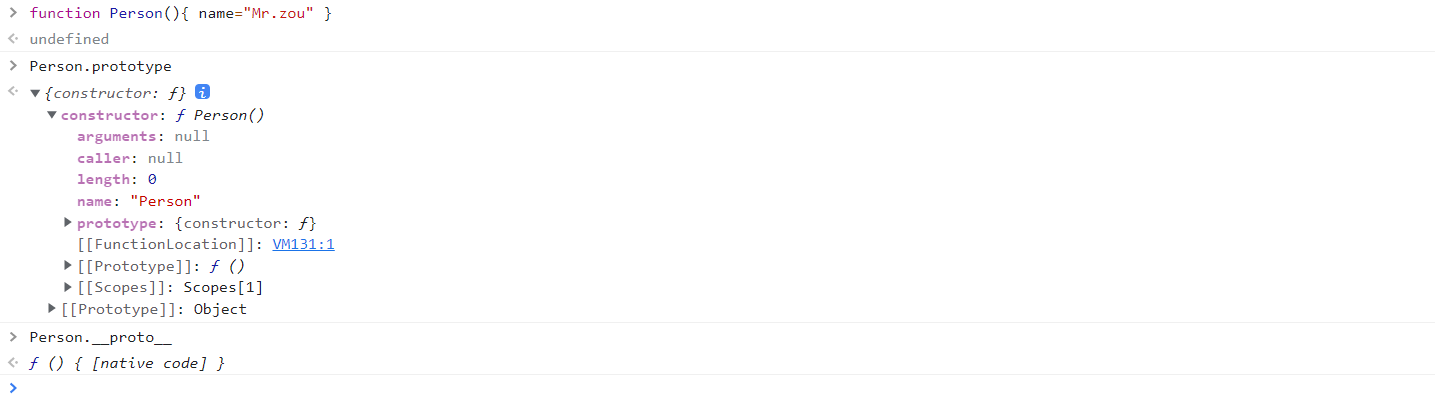 function Person(){ name="Mr.zou" }
undefined
Person.prototype
{constructor: ƒ} i
constructor: ƒ Person()
arguments: null
caller: null
length: 0
name: "Person"
prototype: {constructor: ƒ}
[[FunctionLocation]]: VM131:1
[[Prototype]]: ƒ ()
[[Scopes]]: Scopes[1]
[[Prototype]]: Object
Person.__proto__
ƒ () { [native code] }